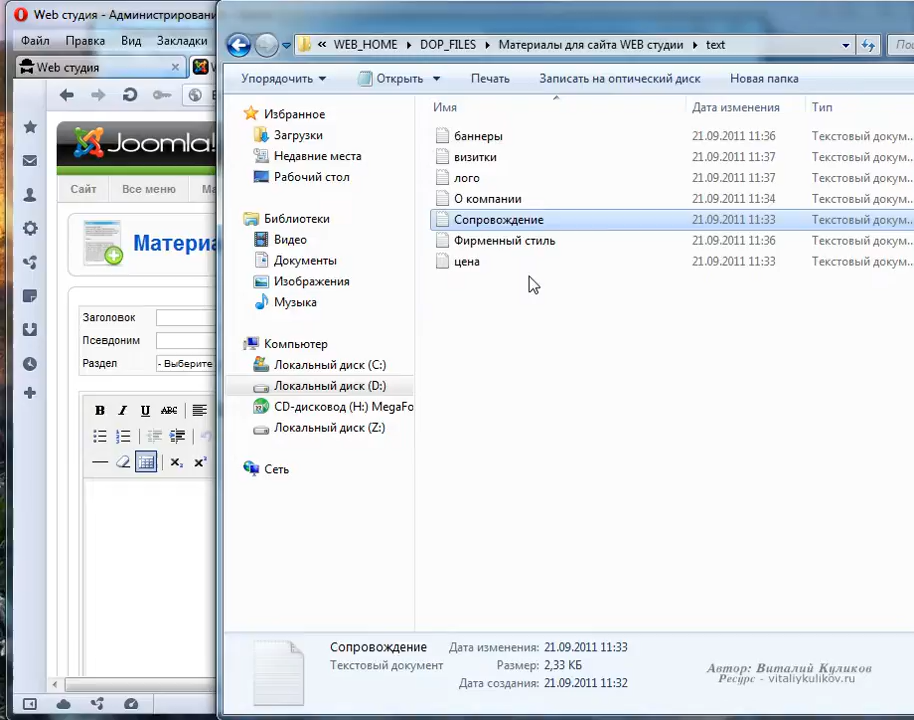 Web студия - Администрировани
Файл Правка Вид Закладки
Web студия
Joomla!
Сайт Все меню
Материа
Заголовок
Псевдоним
Раздел - Выберите
B I U ABC
WEB_HOME DOP_FILES Материалы для сайта WEB студии text
Упорядочить Открыть Печать Записать на оптический диск Новая папка
Избранное
Загрузки
Недавние места
Рабочий стол
Библиотеки
Видео
Документы
Изображения
Музыка
Компьютер
Локальный диск (C:)
Локальный диск (D:)
CD-дисковод (H:) MegaFo
Локальный диск (Z:)
Сеть
Имя Дата изменения Тип
баннеры 21.09.2011 11:36 Текстовый докум...
визитки 21.09.2011 11:37 Текстовый докум...
лого 21.09.2011 11:37 Текстовый докум...
О компании 21.09.2011 11:34 Текстовый докум...
Сопровождение 21.09.2011 11:33 Текстовый докум...
Фирменный стиль 21.09.2011 11:36 Текстовый докум...
цена 21.09.2011 11:33 Текстовый докум...
Сопровождение Дата изменения: 21.09.2011 11:33
Текстовый документ Размер: 2,33 КБ
Дата создания: 21.09.2011 11:32
Автор: Виталий Куликов
Ресурс - vitaliykulikov.ru